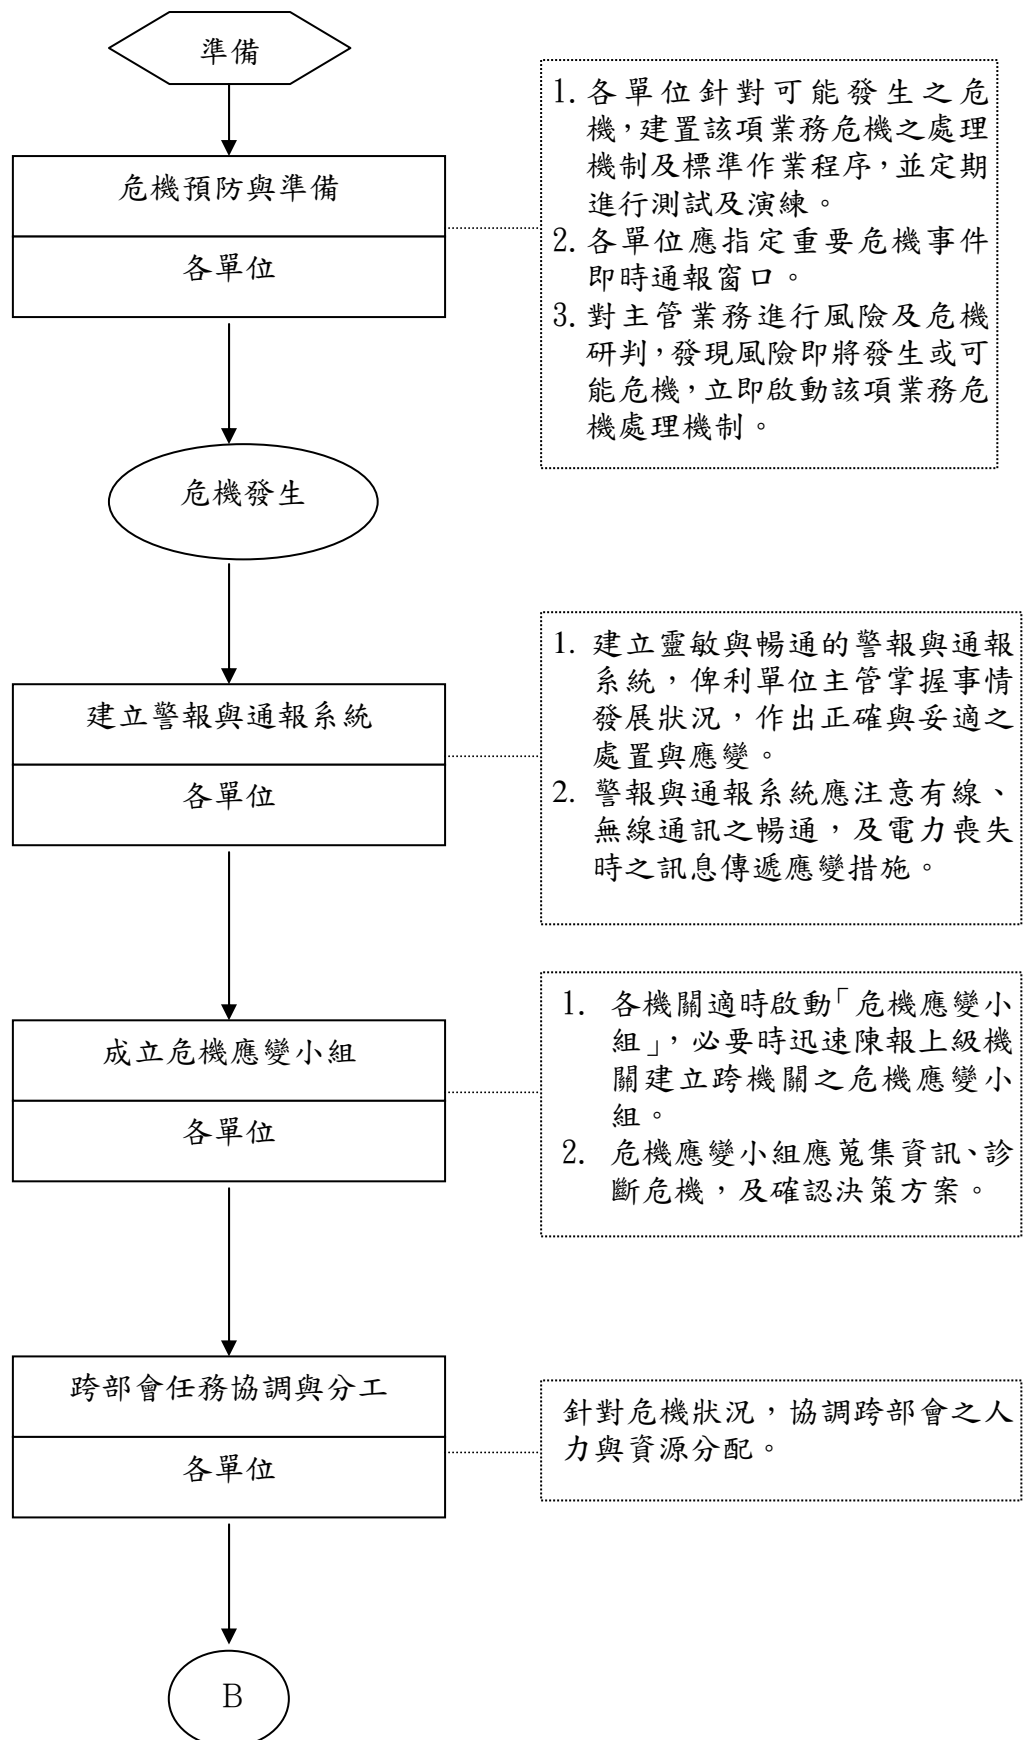 準備
危機預防與準備
各單位
1. 各單位針對可能發生之危
機，建置該項業務危機之處理
機制及標準作業程序，並定期
進行測試及演練。
2. 各單位應指定重要危機事件
即時通報窗口。
3. 對主管業務進行風險及危機
研判，發現風險即將發生或可
能危機，立即啟動該項業務危
機處理機制。
危機發生
建立警報與通報系統
各單位
1. 建立靈敏與暢通的警報與通報
系統，俾利單位主管掌握事情
發展狀況，作出正確與妥適之
處置與應變。
2. 警報與通報系統應注意有線、
無線通訊之暢通，及電力喪失
時之訊息傳遞應變措施。
成立危機應變小組
各單位
1. 各機關適時啟動「危機應變小
組」，必要時迅速陳報上級機
關建立跨機關之危機應變小
組。
2. 危機應變小組應蒐集資訊、診
斷危機，及確認決策方案。
跨部會任務協調與分工
各單位
針對危機狀況，協調跨部會之人
力與資源分配。
B